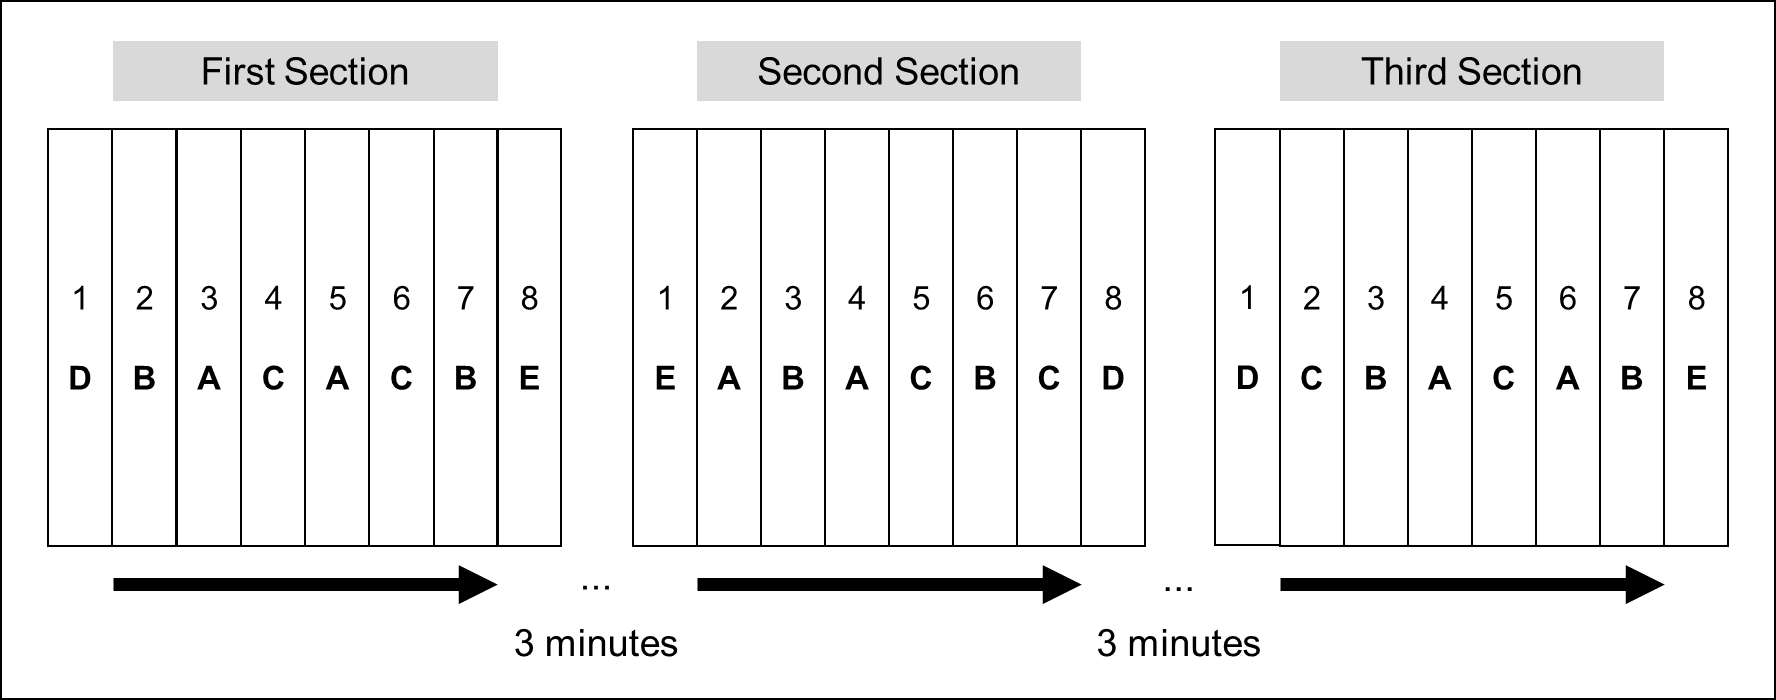 First Section Second Section Third Section
1 2 3 4 5 6 7 8 1 2 3 4 5 6 7 8 1 2 3 4 5 6 7 8
D B A C A C B E E A B A C B C D D C B A C A B E
... ...
3 minutes 3 minutes